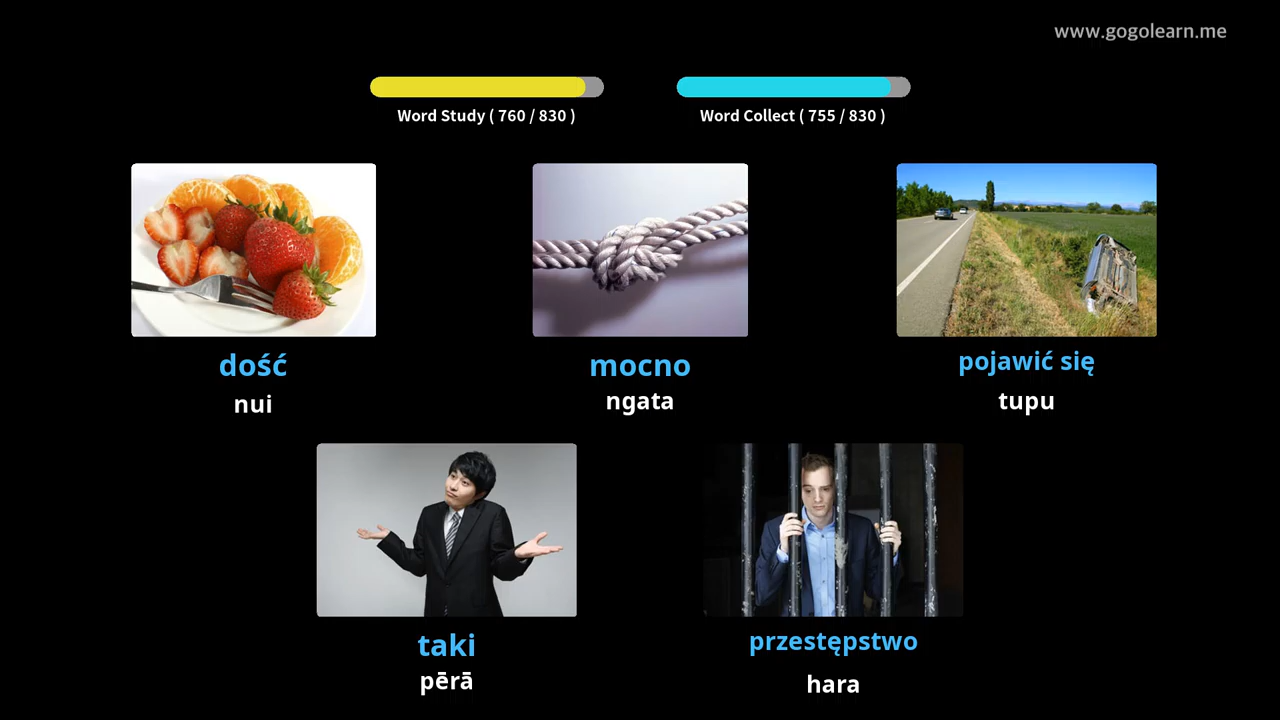 www.gogolearn.me
Word Study ( 760 / 830 )
Word Collect ( 755 / 830 )
dość
nui
mocno
ngata
pojawić się
tupu
taki
pērā
przestępstwo
hara